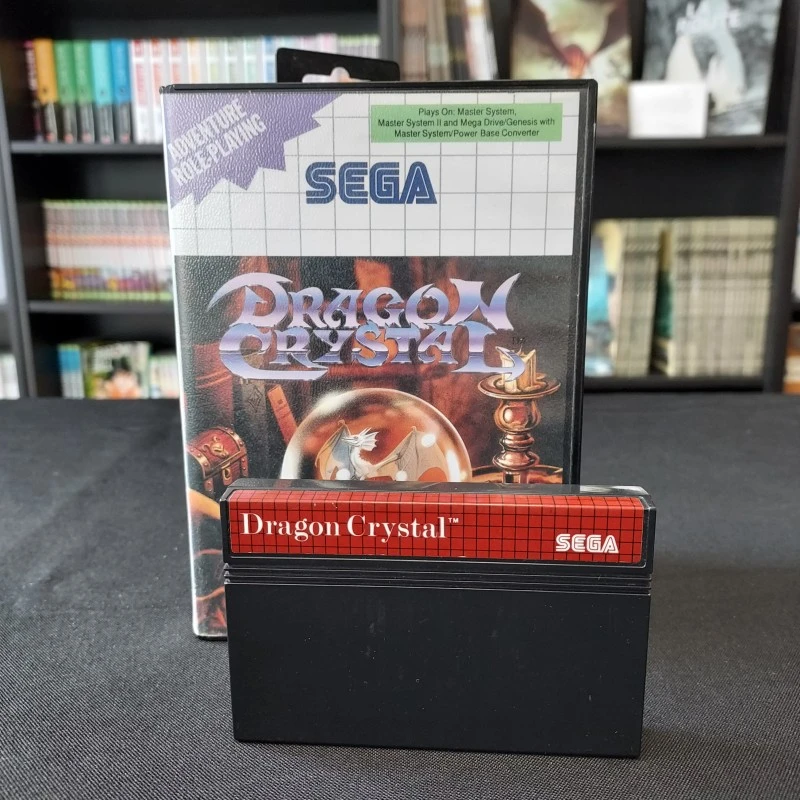 ADVENTURE
ROLE-PLAYING
Plays On: Master System,
Master System II and Mega Drive/Genesis with
Master System/Power Base Converter
SEGA
DRAGON
CRYSTAL
Dragon Crystal™
SEGA